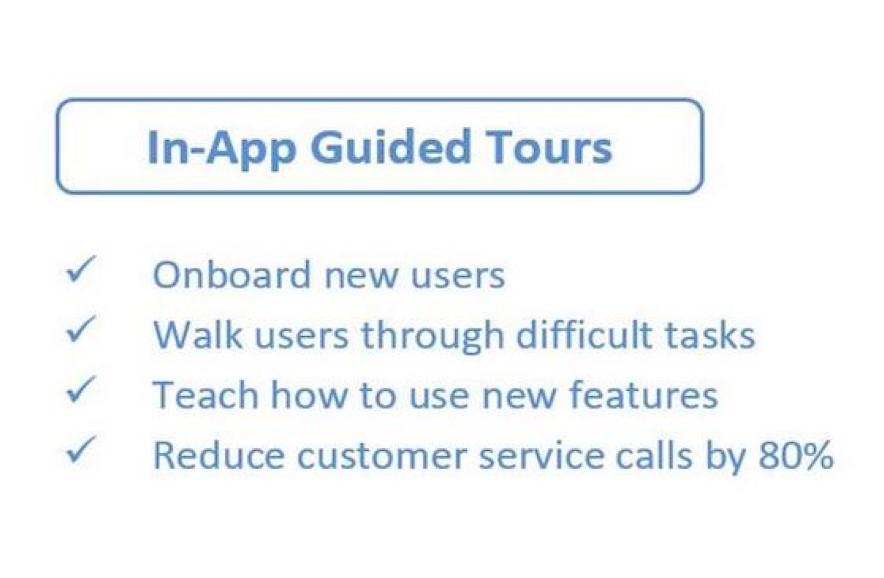 In-App Guided Tours
✓ Onboard new users
✓ Walk users through difficult tasks
✓ Teach how to use new features
✓ Reduce customer service calls by 80%